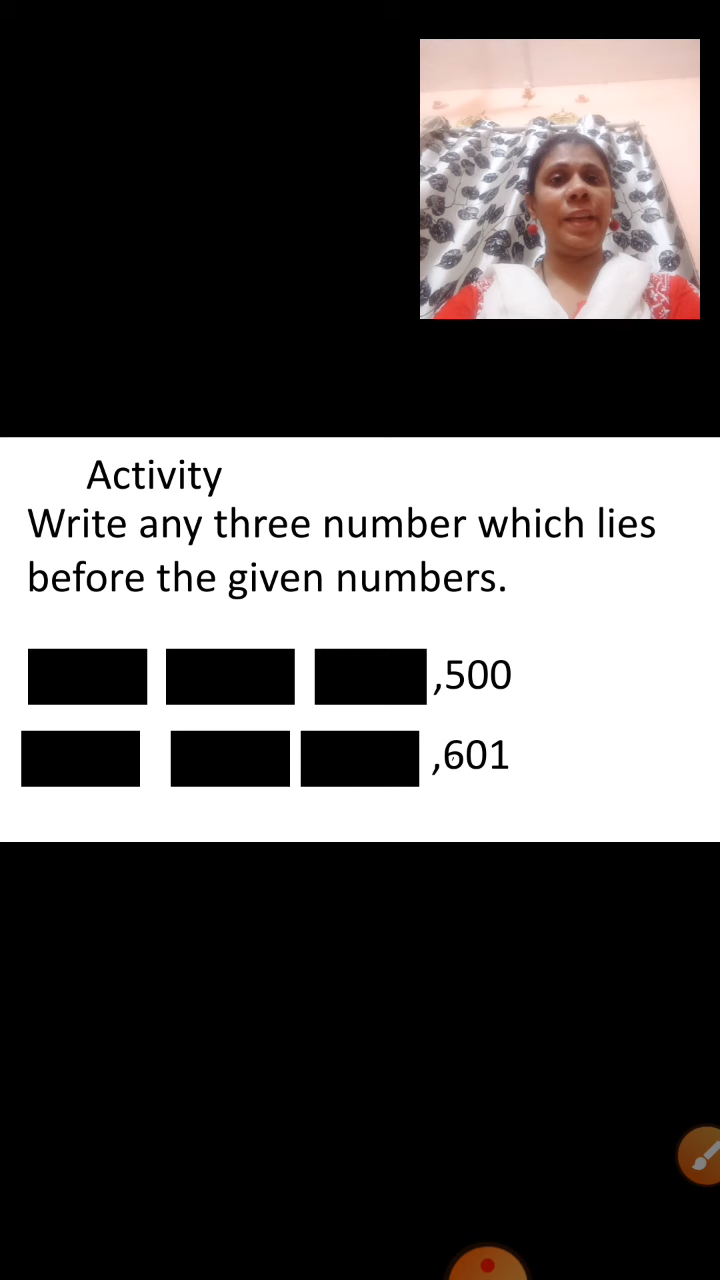 Activity
Write any three number which lies
before the given numbers.
,500
,601